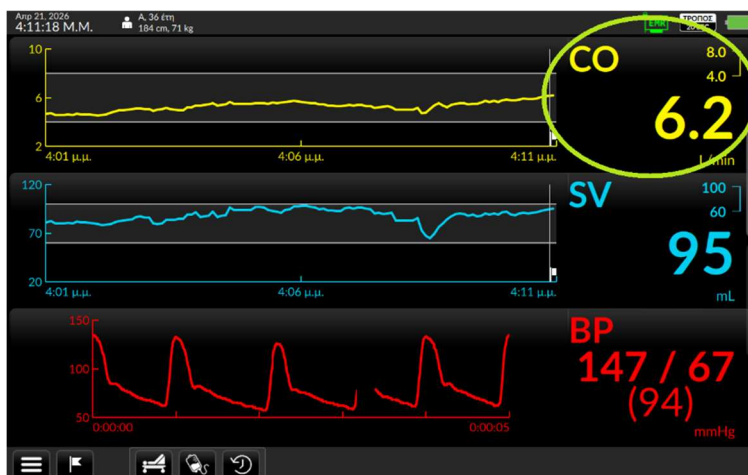 Απρ 21, 2026
4:11:18 Μ.Μ.
Α, 36 έτη
184 cm, 71 kg
ΤΡΟΠΟΣ
CO
8.0
4.0
6.2
L/min
10
6
2
4:01 μ.μ.
4:06 μ.μ.
4:11 μ.μ.
SV
100
60
95
mL
120
70
20
4:01 μ.μ.
4:06 μ.μ.
4:11 μ.μ.
BP
147 / 67
(94)
mmHg
150
100
50
0:00:00
0:00:05